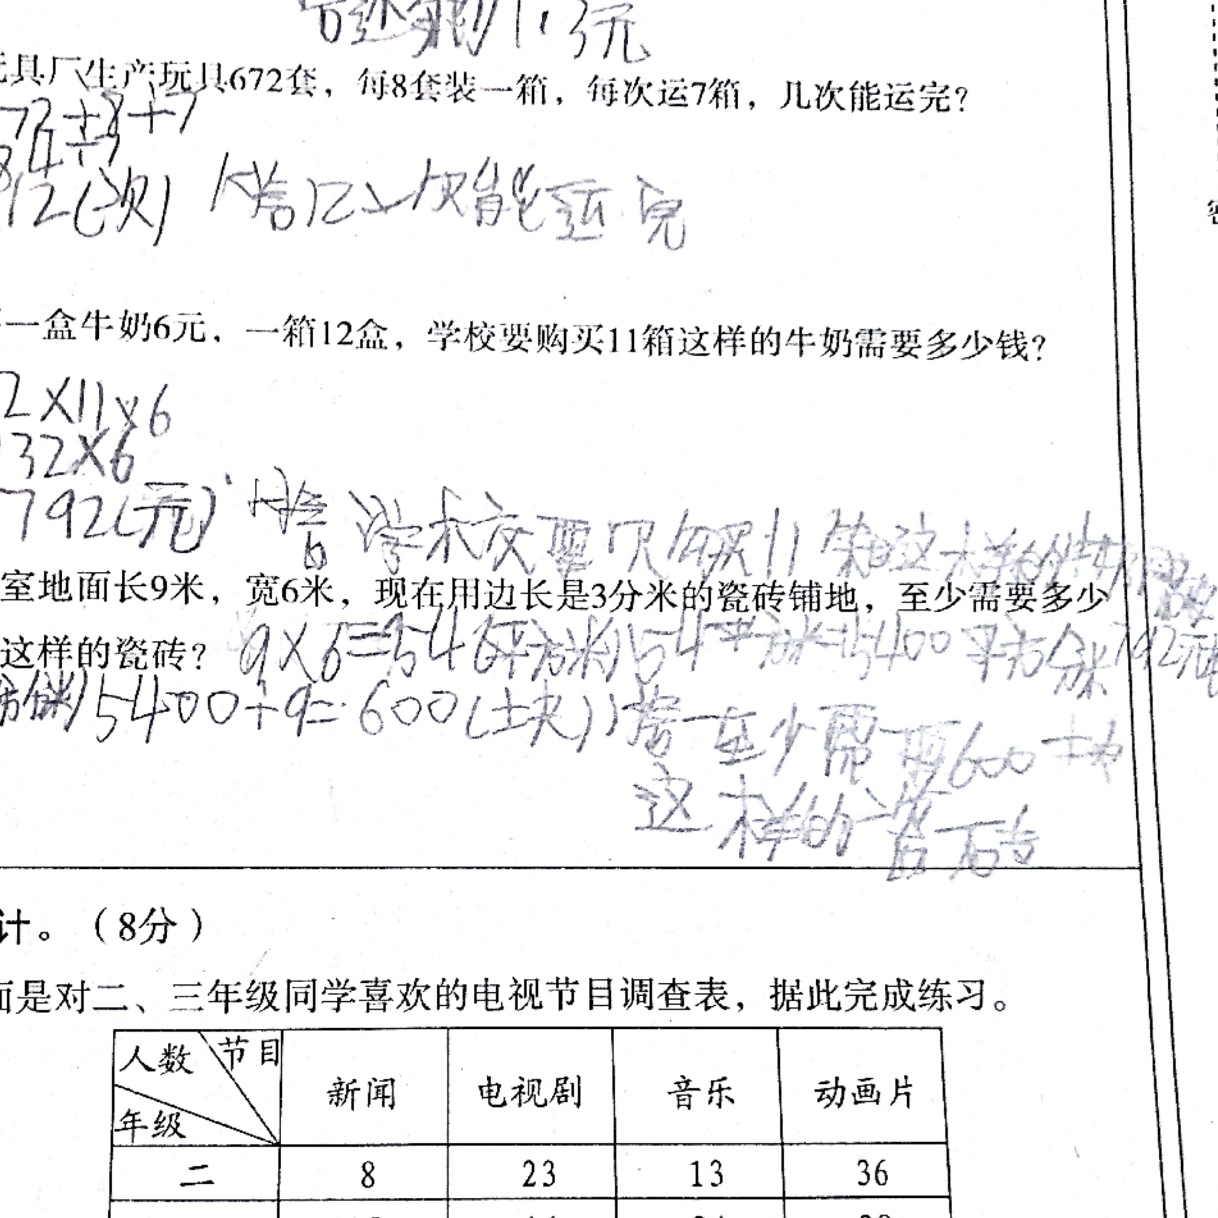 答还剩1.3元
玩具厂生产玩具672套，每8套装一箱，每次运7箱，几次能运完？
72÷8÷7
84÷7
12(次) 答12次能运完
一盒牛奶6元，一箱12盒，学校要购买11箱这样的牛奶需要多少钱？
2×11×6
132×6
792(元) 答学校要购买11箱这样的牛奶
室地面长9米，宽6米，现在用边长是3分米的瓷砖铺地，至少需要多少
这样的瓷砖？ 9×6=54(平方米) 54平方米=5400平方分米 792元
方分米) 5400÷9=600(块) 答至少需要600块
这样的瓷砖
计。（8分）
面是对二、三年级同学喜欢的电视节目调查表，据此完成练习。
人数 节目
年级 新闻 电视剧 音乐 动画片
二 8 23 13 36